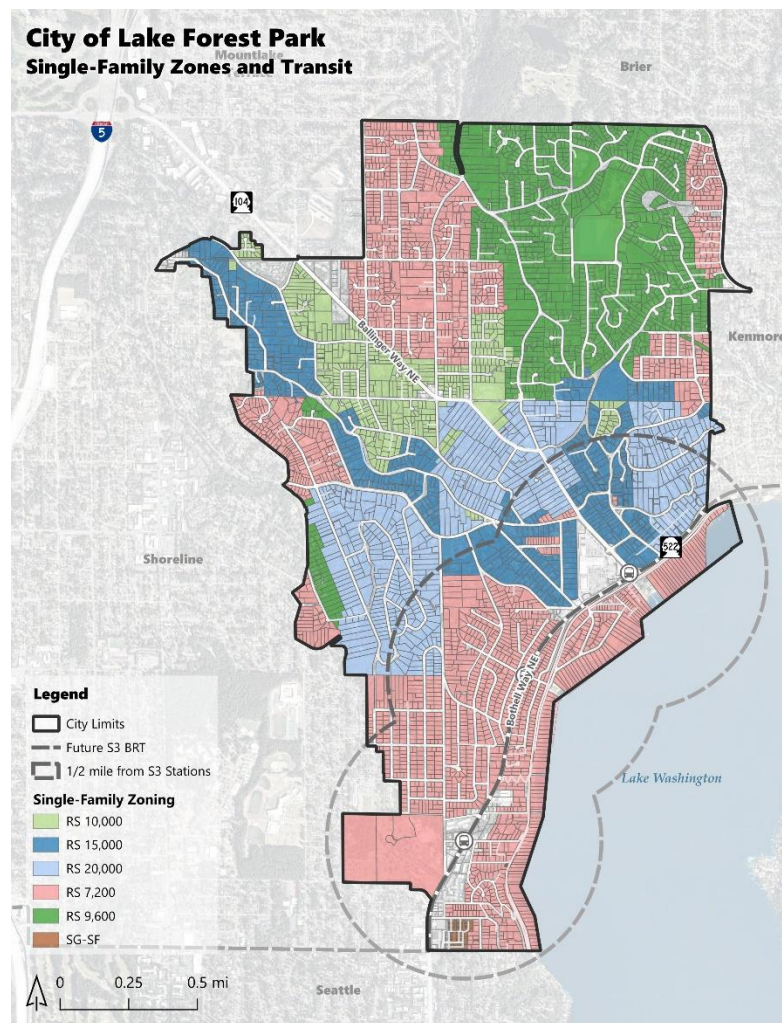 City of Lake Forest Park
Single-Family Zones and Transit
Mountlake
Terrace
Brier
5
104
Ballinger Way NE
Kenmore
Shoreline
522
Bothell Way NE
Lake Washington
Legend
City Limits
Future S3 BRT
1/2 mile from S3 Stations
Single-Family Zoning
RS 10,000
RS 15,000
RS 20,000
RS 7,200
RS 9,600
SG-SF
0 0.25 0.5 mi
Seattle